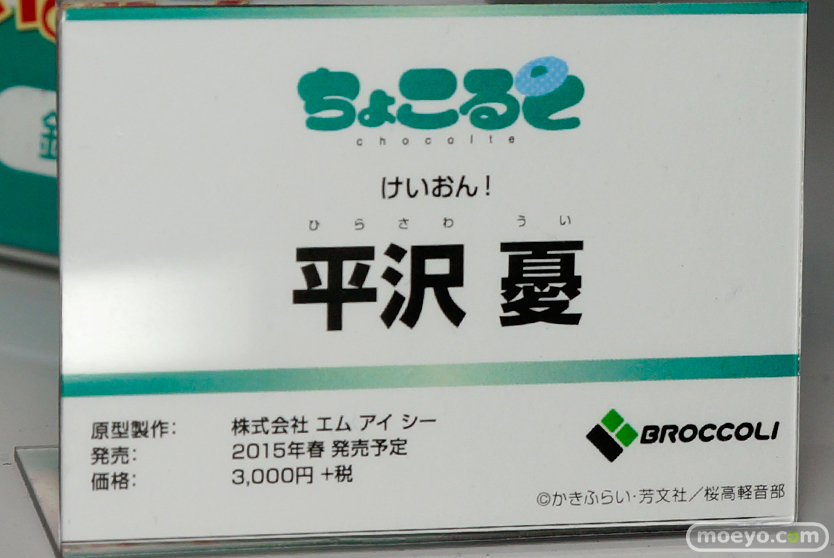 ちょこるて
chocolte
けいおん!
ひらさわ うい
平沢 憂
原型製作: 株式会社 エム アイ シー
発売: 2015年春 発売予定
価格: 3,000円 +税
BROCCOLI
©かきふらい・芳文社／桜高軽音部
moeyo.com